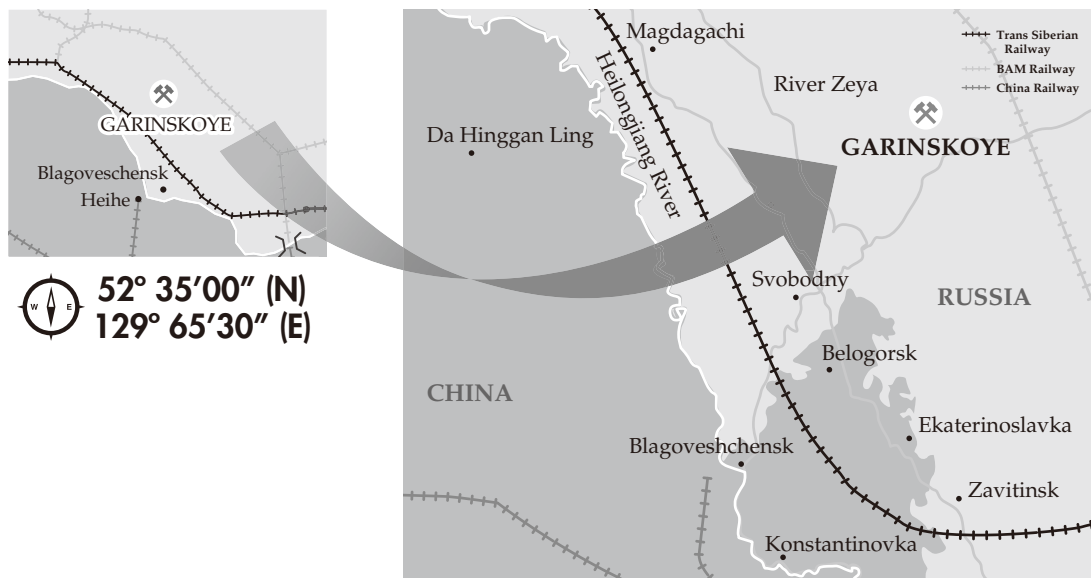 GARINSKOYE
Blagoveschensk
Heihe
W E
52° 35’00” (N)
129° 65’30” (E)
Magdagachi
Trans Siberian
Railway
BAM Railway
China Railway
River Zeya
Heilongjiang River
Da Hinggan Ling
GARINSKOYE
Svobodny
RUSSIA
Belogorsk
CHINA
Ekaterinoslavka
Blagoveshchensk
Zavitinsk
Konstantinovka